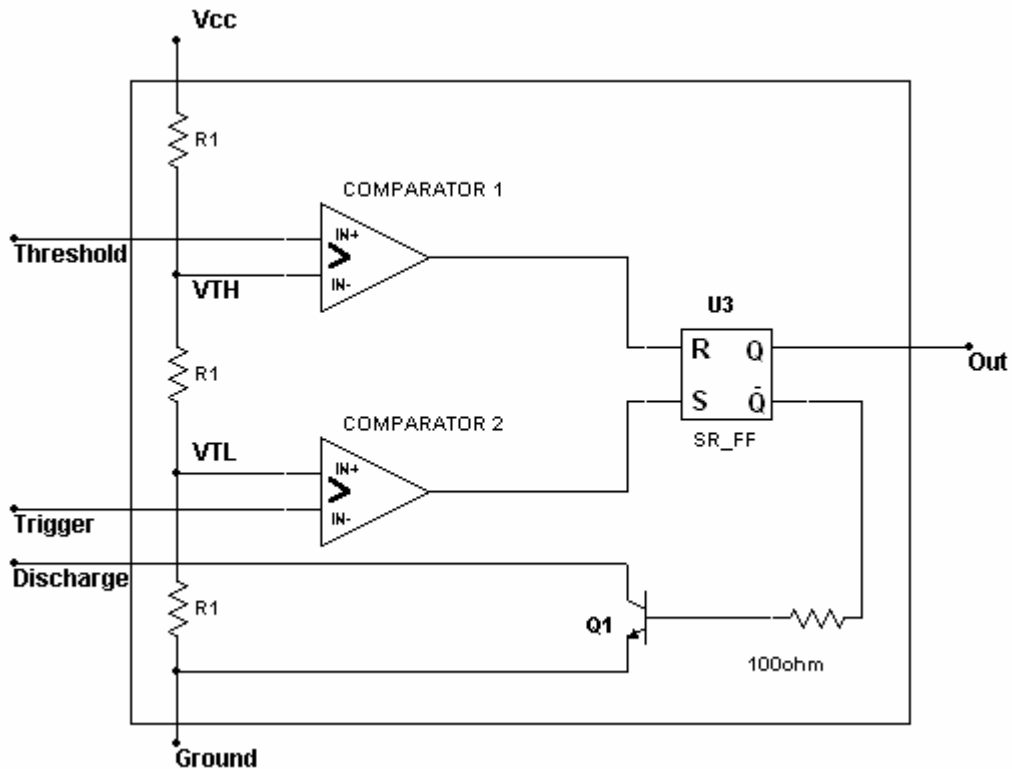 Vcc
R1
COMPARATOR 1
IN+
>
IN-
Threshold
VTH
U3
R Q
S Q̄
SR_FF
Out
R1
COMPARATOR 2
VTL
IN+
>
IN-
Trigger
Discharge
R1
Q1
100ohm
Ground